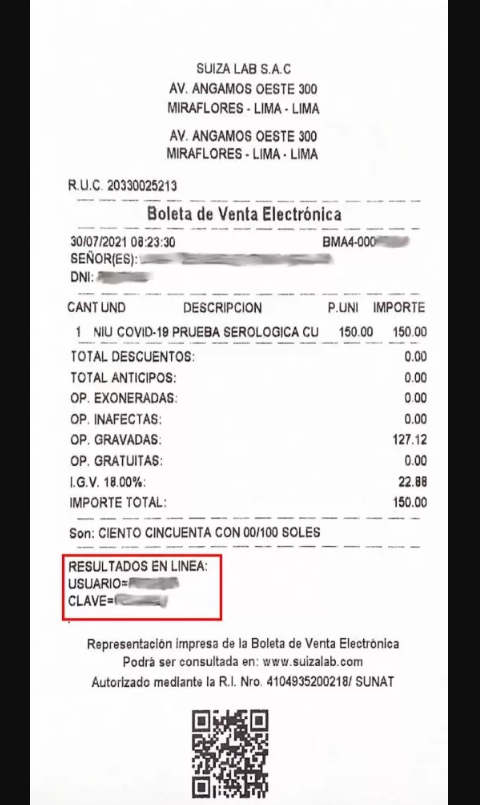 SUIZA LAB S.A.C
AV. ANGAMOS OESTE 300
MIRAFLORES - LIMA - LIMA
AV. ANGAMOS OESTE 300
MIRAFLORES - LIMA - LIMA
R.U.C. 20330025213
Boleta de Venta Electrónica
30/07/2021 08:23:30 BMA4-000
SEÑOR(ES):
DNI:
CANT UND DESCRIPCION P.UNI IMPORTE
1 NIU COVID-19 PRUEBA SEROLOGICA CU 150.00 150.00
TOTAL DESCUENTOS: 0.00
TOTAL ANTICIPOS: 0.00
OP. EXONERADAS: 0.00
OP. INAFECTAS: 0.00
OP. GRAVADAS: 127.12
OP. GRATUITAS: 0.00
I.G.V. 18.00%: 22.88
IMPORTE TOTAL: 150.00
Son: CIENTO CINCUENTA CON 00/100 SOLES
RESULTADOS EN LINEA:
USUARIO=
CLAVE=
Representación impresa de la Boleta de Venta Electrónica
Podrá ser consultada en: www.suizalab.com
Autorizado mediante la R.I. Nro. 4104935200218/ SUNAT